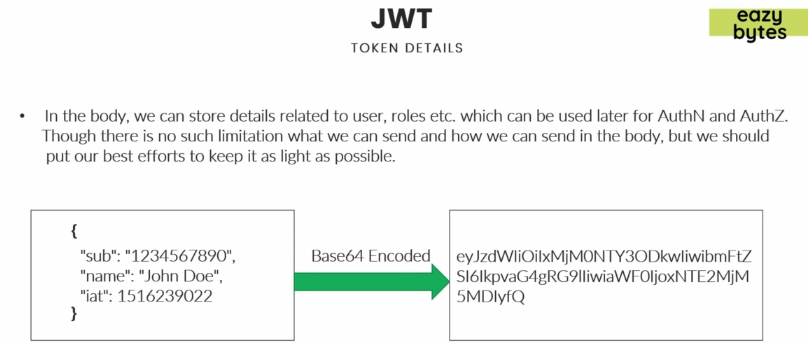 JWT
eazy
bytes
TOKEN DETAILS
• In the body, we can store details related to user, roles etc. which can be used later for AuthN and AuthZ.
Though there is no such limitation what we can send and how we can send in the body, but we should
put our best efforts to keep it as light as possible.
{
"sub": "1234567890",
"name": "John Doe",
"iat": 1516239022
}
Base64 Encoded
eyJzdWIiOiIxMjM0NTY3ODkwIiwibmFtZ
SI6IkpvaG4gRG9lIiwiaWF0IjoxNTE2MjM
5MDIyfQ